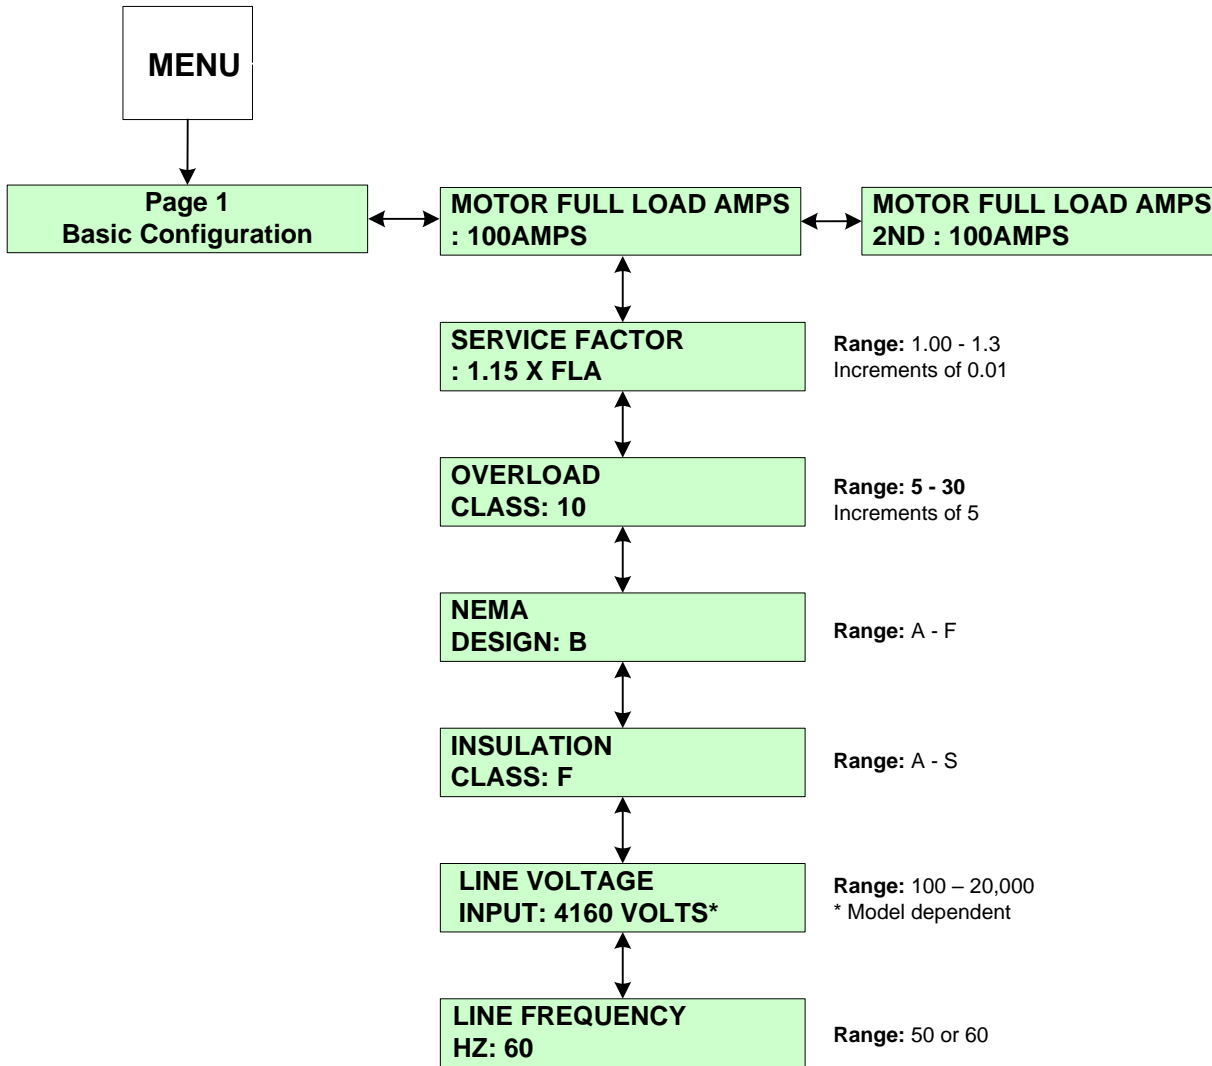 MENU
Page 1
Basic Configuration
MOTOR FULL LOAD AMPS
: 100AMPS
MOTOR FULL LOAD AMPS
2ND : 100AMPS
SERVICE FACTOR
: 1.15 X FLA
Range: 1.00 - 1.3
Increments of 0.01
OVERLOAD
CLASS: 10
Range: 5 - 30
Increments of 5
NEMA
DESIGN: B
Range: A - F
INSULATION
CLASS: F
Range: A - S
LINE VOLTAGE
INPUT: 4160 VOLTS*
Range: 100 – 20,000
* Model dependent
LINE FREQUENCY
HZ: 60
Range: 50 or 60